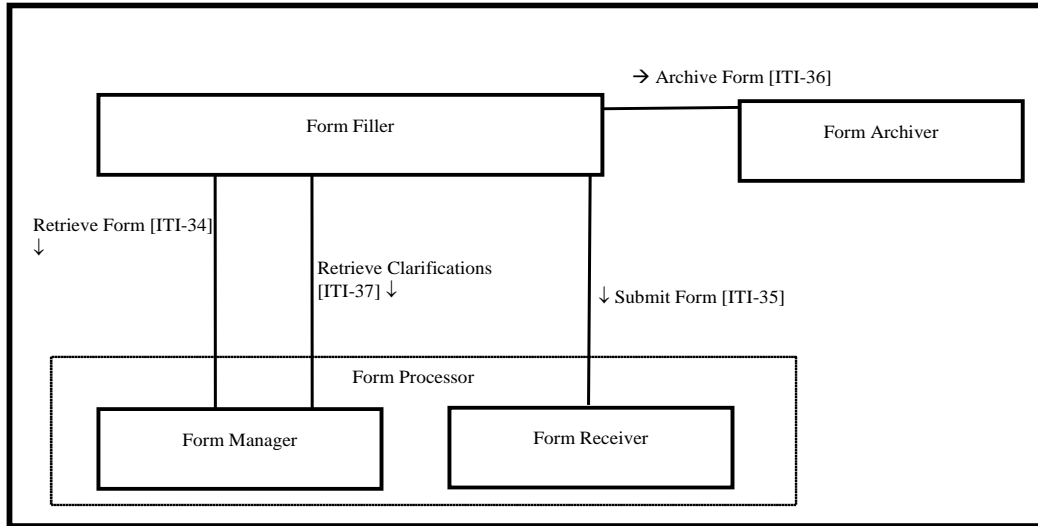 → Archive Form [ITI-36]
Form Filler
Form Archiver
Retrieve Form [ITI-34]
↓
Retrieve Clarifications
[ITI-37] ↓
↓ Submit Form [ITI-35]
Form Processor
Form Manager
Form Receiver